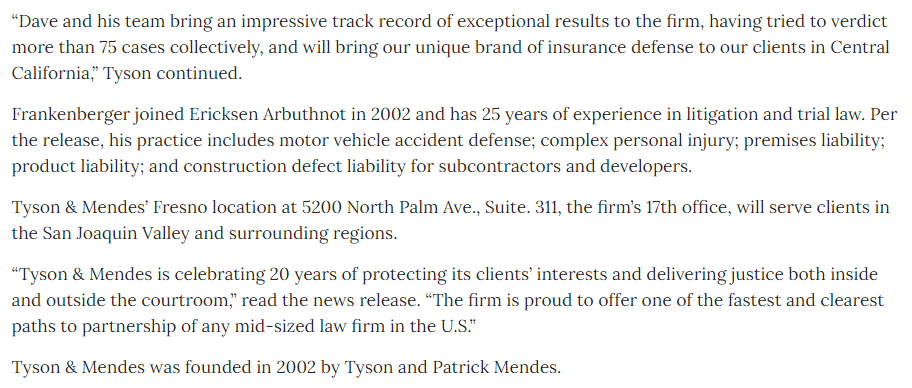 “Dave and his team bring an impressive track record of exceptional results to the firm, having tried to verdict
more than 75 cases collectively, and will bring our unique brand of insurance defense to our clients in Central
California,” Tyson continued.
Frankenberger joined Ericksen Arbuthnot in 2002 and has 25 years of experience in litigation and trial law. Per
the release, his practice includes motor vehicle accident defense; complex personal injury; premises liability;
product liability; and construction defect liability for subcontractors and developers.
Tyson & Mendes’ Fresno location at 5200 North Palm Ave., Suite. 311, the firm’s 17th office, will serve clients in
the San Joaquin Valley and surrounding regions.
“Tyson & Mendes is celebrating 20 years of protecting its clients’ interests and delivering justice both inside
and outside the courtroom,” read the news release. “The firm is proud to offer one of the fastest and clearest
paths to partnership of any mid-sized law firm in the U.S.”
Tyson & Mendes was founded in 2002 by Tyson and Patrick Mendes.